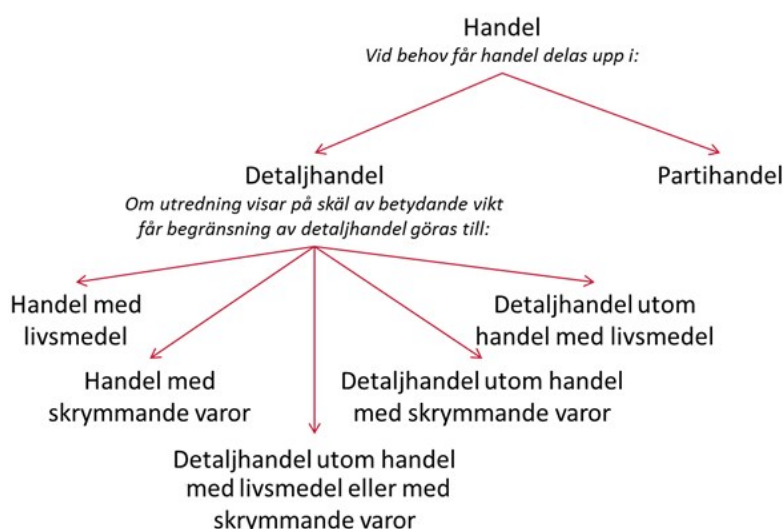 Handel
Vid behov får handel delas upp i:
Detaljhandel
Partihandel
Om utredning visar på skäl av betydande vikt
får begränsning av detaljhandel göras till:
Handel med
livsmedel
Detaljhandel utom
handel med livsmedel
Handel med
skrymmande varor
Detaljhandel utom handel
med skrymmande varor
Detaljhandel utom handel
med livsmedel eller med
skrymmande varor